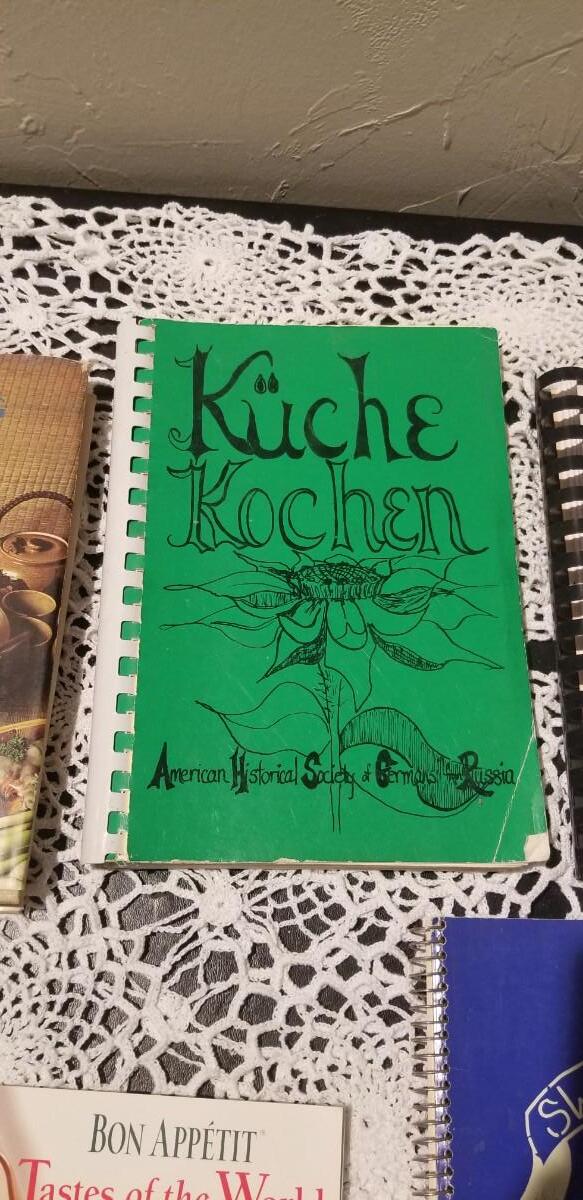 Küche
Kochen
American Historical Society of Germans from Russia
BON APPÉTIT®
Tastes of the World